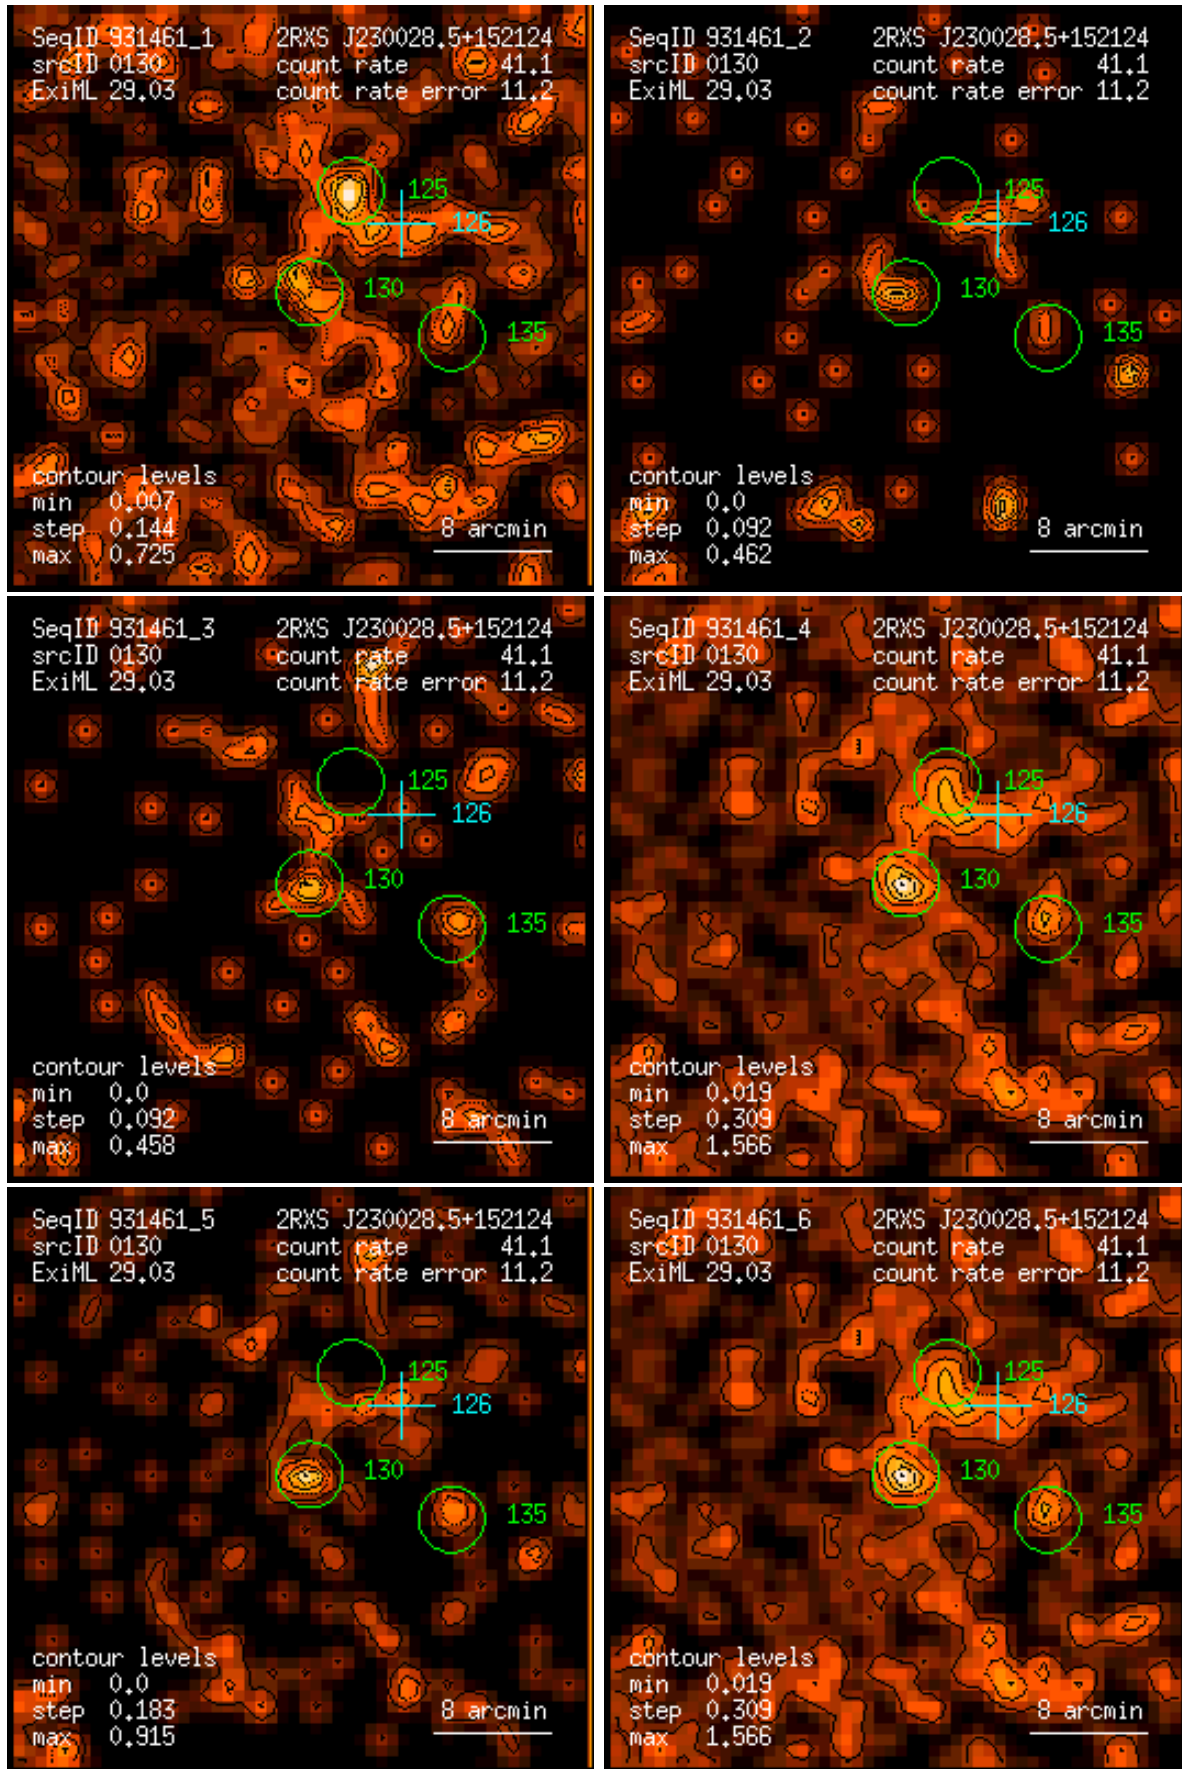 SeqID 931461_1 2RXS J230028.5+152124
srcID 0130 count rate 41.1
ExiML 29.03 count rate error 11.2
125
126
130
135
contour levels
min 0.007
step 0.144 8 arcmin
max 0.725
SeqID 931461_2 2RXS J230028.5+152124
srcID 0130 count rate 41.1
ExiML 29.03 count rate error 11.2
125
126
130
135
contour levels
min 0.0
step 0.092 8 arcmin
max 0.462
SeqID 931461_3 2RXS J230028.5+152124
srcID 0130 count rate 41.1
ExiML 29.03 count rate error 11.2
125
126
130
135
contour levels
min 0.0
step 0.092 8 arcmin
max 0.458
SeqID 931461_4 2RXS J230028.5+152124
srcID 0130 count rate 41.1
ExiML 29.03 count rate error 11.2
125
126
130
135
contour levels
min 0.019
step 0.309 8 arcmin
max 1.566
SeqID 931461_5 2RXS J230028.5+152124
srcID 0130 count rate 41.1
ExiML 29.03 count rate error 11.2
125
126
130
135
contour levels
min 0.0
step 0.183 8 arcmin
max 0.915
SeqID 931461_6 2RXS J230028.5+152124
srcID 0130 count rate 41.1
ExiML 29.03 count rate error 11.2
125
126
130
135
contour levels
min 0.019
step 0.309 8 arcmin
max 1.566